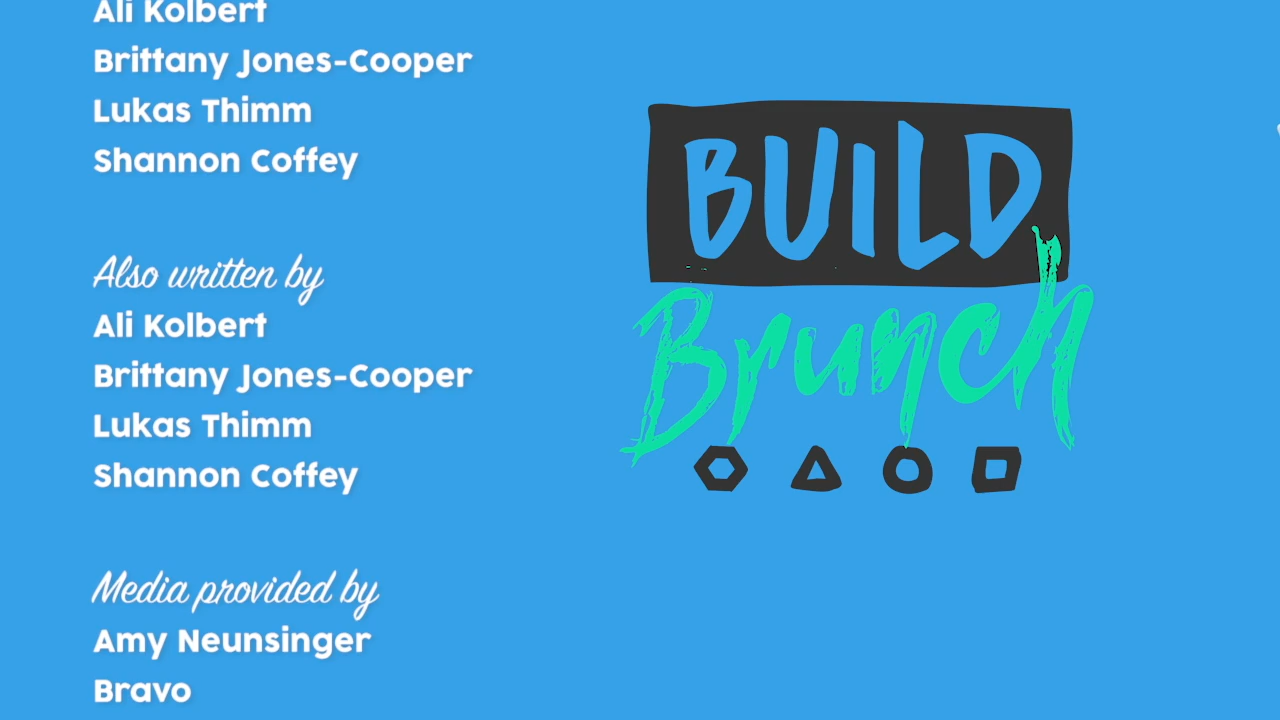 Ali Kolbert
Brittany Jones-Cooper
Lukas Thimm
Shannon Coffey
Also written by
Ali Kolbert
Brittany Jones-Cooper
Lukas Thimm
Shannon Coffey
Media provided by
Amy Neunsinger
Bravo
BUILD
Brunch